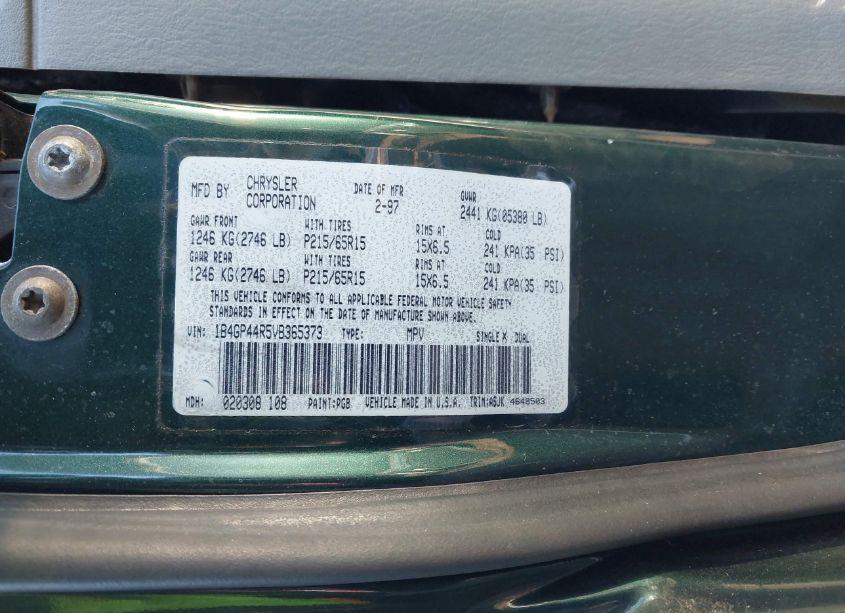 MFD BY CHRYSLER CORPORATION DATE OF MFR 2-97 GVWR 2441 KG(05380 LB)
GAWR FRONT WITH TIRES RIMS AT COLD
1246 KG(2746 LB) P215/65R15 15X6.5 241 KPA(35 PSI)
GAWR REAR WITH TIRES RIMS AT COLD
1246 KG(2746 LB) P215/65R15 15X6.5 241 KPA(35 PSI)
THIS VEHICLE CONFORMS TO ALL APPLICABLE FEDERAL MOTOR VEHICLE SAFETY
STANDARDS IN EFFECT ON THE DATE OF MANUFACTURE SHOWN ABOVE.
VIN: 1B4GP44R5VB365373 TYPE: MPV SINGLE X DUAL
MDH: 020308 108 PAINT:PGB VEHICLE MADE IN U.S.A. TRIM:A5JK 4648503